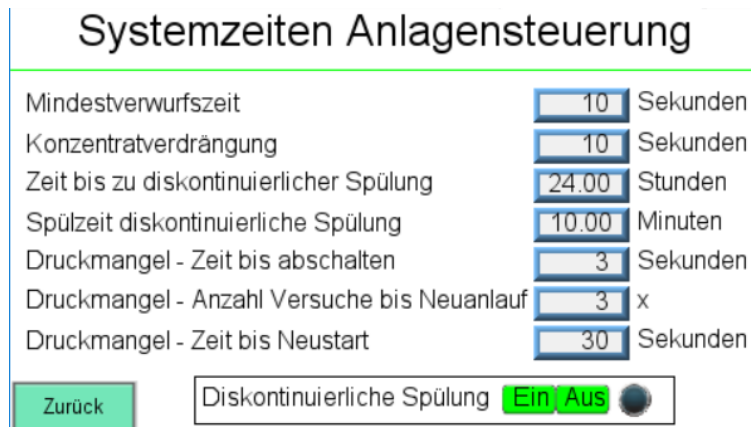 Systemzeiten Anlagensteuerung
Mindestverwurfszeit 10 Sekunden
Konzentratverdrängung 10 Sekunden
Zeit bis zu diskontinuierlicher Spülung 24.00 Stunden
Spülzeit diskontinuierliche Spülung 10.00 Minuten
Druckmangel - Zeit bis abschalten 3 Sekunden
Druckmangel - Anzahl Versuche bis Neuanlauf 3 x
Druckmangel - Zeit bis Neustart 30 Sekunden
Zurück Diskontinuierliche Spülung Ein Aus